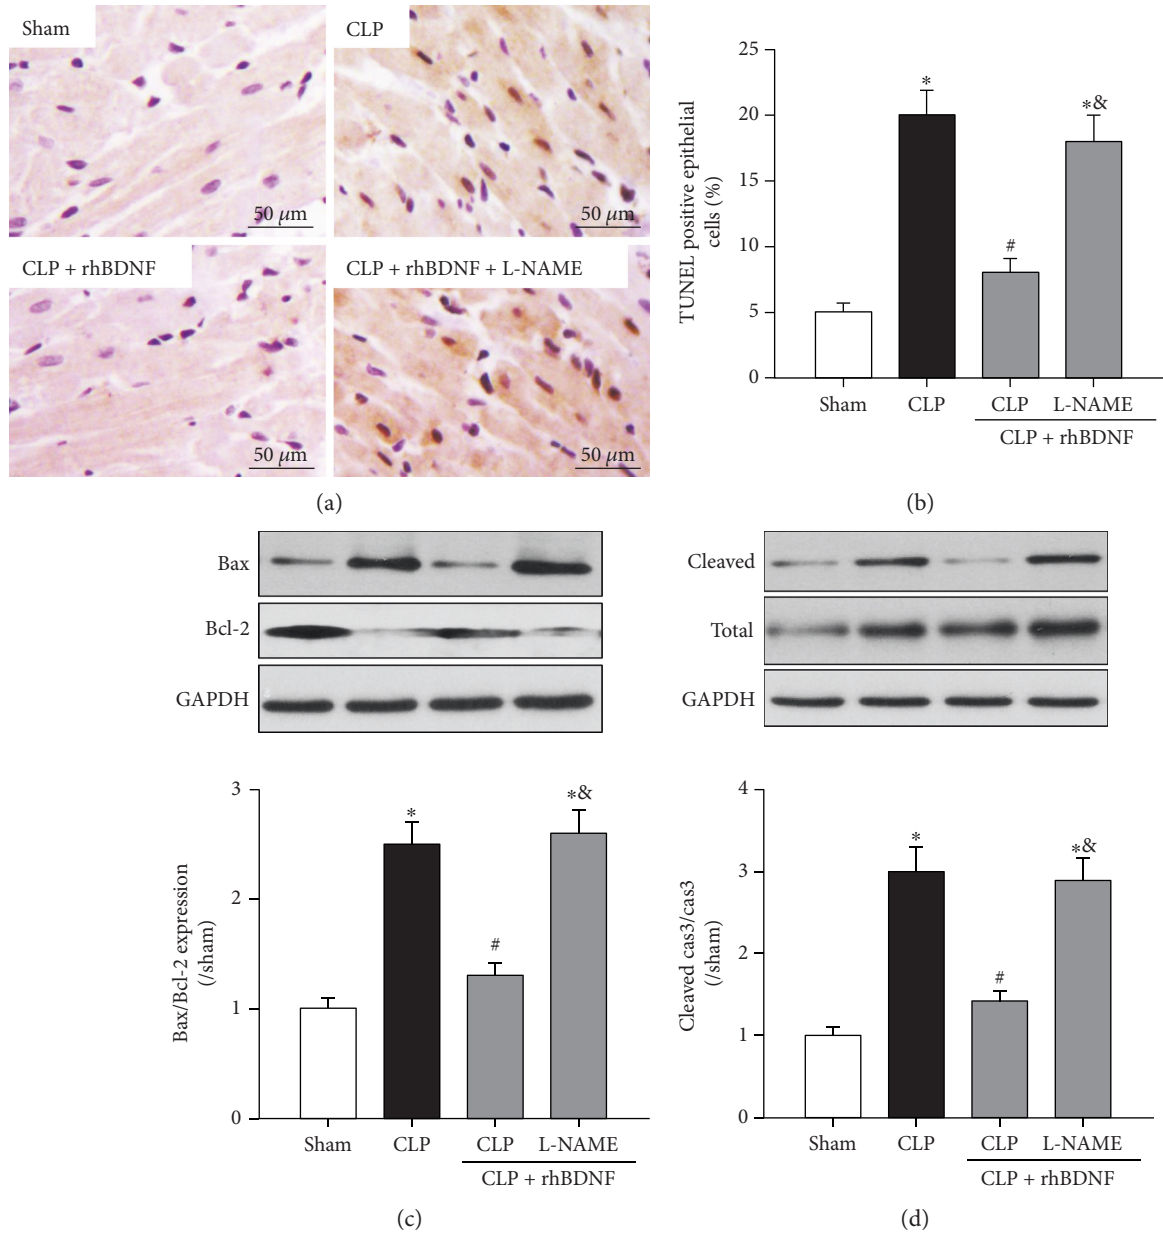 Sham
CLP
50 μm
50 μm
CLP + rhBDNF
CLP + rhBDNF + L-NAME
50 μm
50 μm
(a)
TUNEL positive epithelial
cells (%)
25
20
15
10
5
0
*
#
*&
Sham
CLP
CLP
L-NAME
CLP + rhBDNF
(b)
Bax
Bcl-2
GAPDH
Bax/Bcl-2 expression
(/sham)
3
2
1
0
*
#
*&
Sham
CLP
CLP
L-NAME
CLP + rhBDNF
(c)
Cleaved
Total
GAPDH
Cleaved cas3/cas3
(/sham)
4
3
2
1
0
*
#
*&
Sham
CLP
CLP
L-NAME
CLP + rhBDNF
(d)